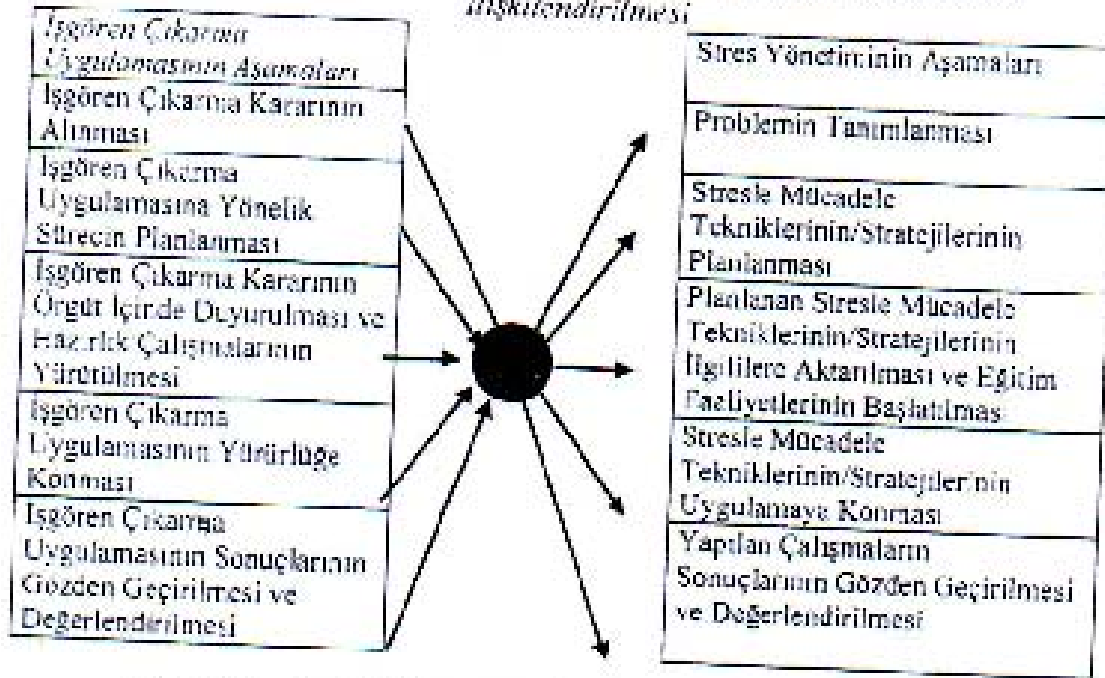 İlişkilendirilmesi
İşgören Çıkarma
Uygulamasının Aşamaları
İşgören Çıkarma Kararının
Alınması
İşgören Çıkarma
Uygulamasına Yönelik
Sürecin Planlanması
İşgören Çıkarma Kararının
Örgüt İçinde Duyurulması ve
Hazırlık Çalışmalarının
Yürütülmesi
İşgören Çıkarma
Uygulamasının Yürürlüğe
Konması
İşgören Çıkarma
Uygulamasının Sonuçlarının
Gözden Geçirilmesi ve
Değerlendirilmesi
Stres Yönetiminin Aşamaları
Problemin Tanımlanması
Stresle Mücadele
Tekniklerinin/Stratejilerinin
Planlanması
Planlanan Stresle Mücadele
Tekniklerinin/Stratejilerinin
İlgililere Aktarılması ve Eğitim
Faaliyetlerinin Başlatılmas
Stresle Mücadele
Tekniklerinin/Stratejilerinin
Uygulamaya Konması
Yapılan Çalışmaların
Sonuçlarının Gözden Geçirilmesi
ve Değerlendirilmesi